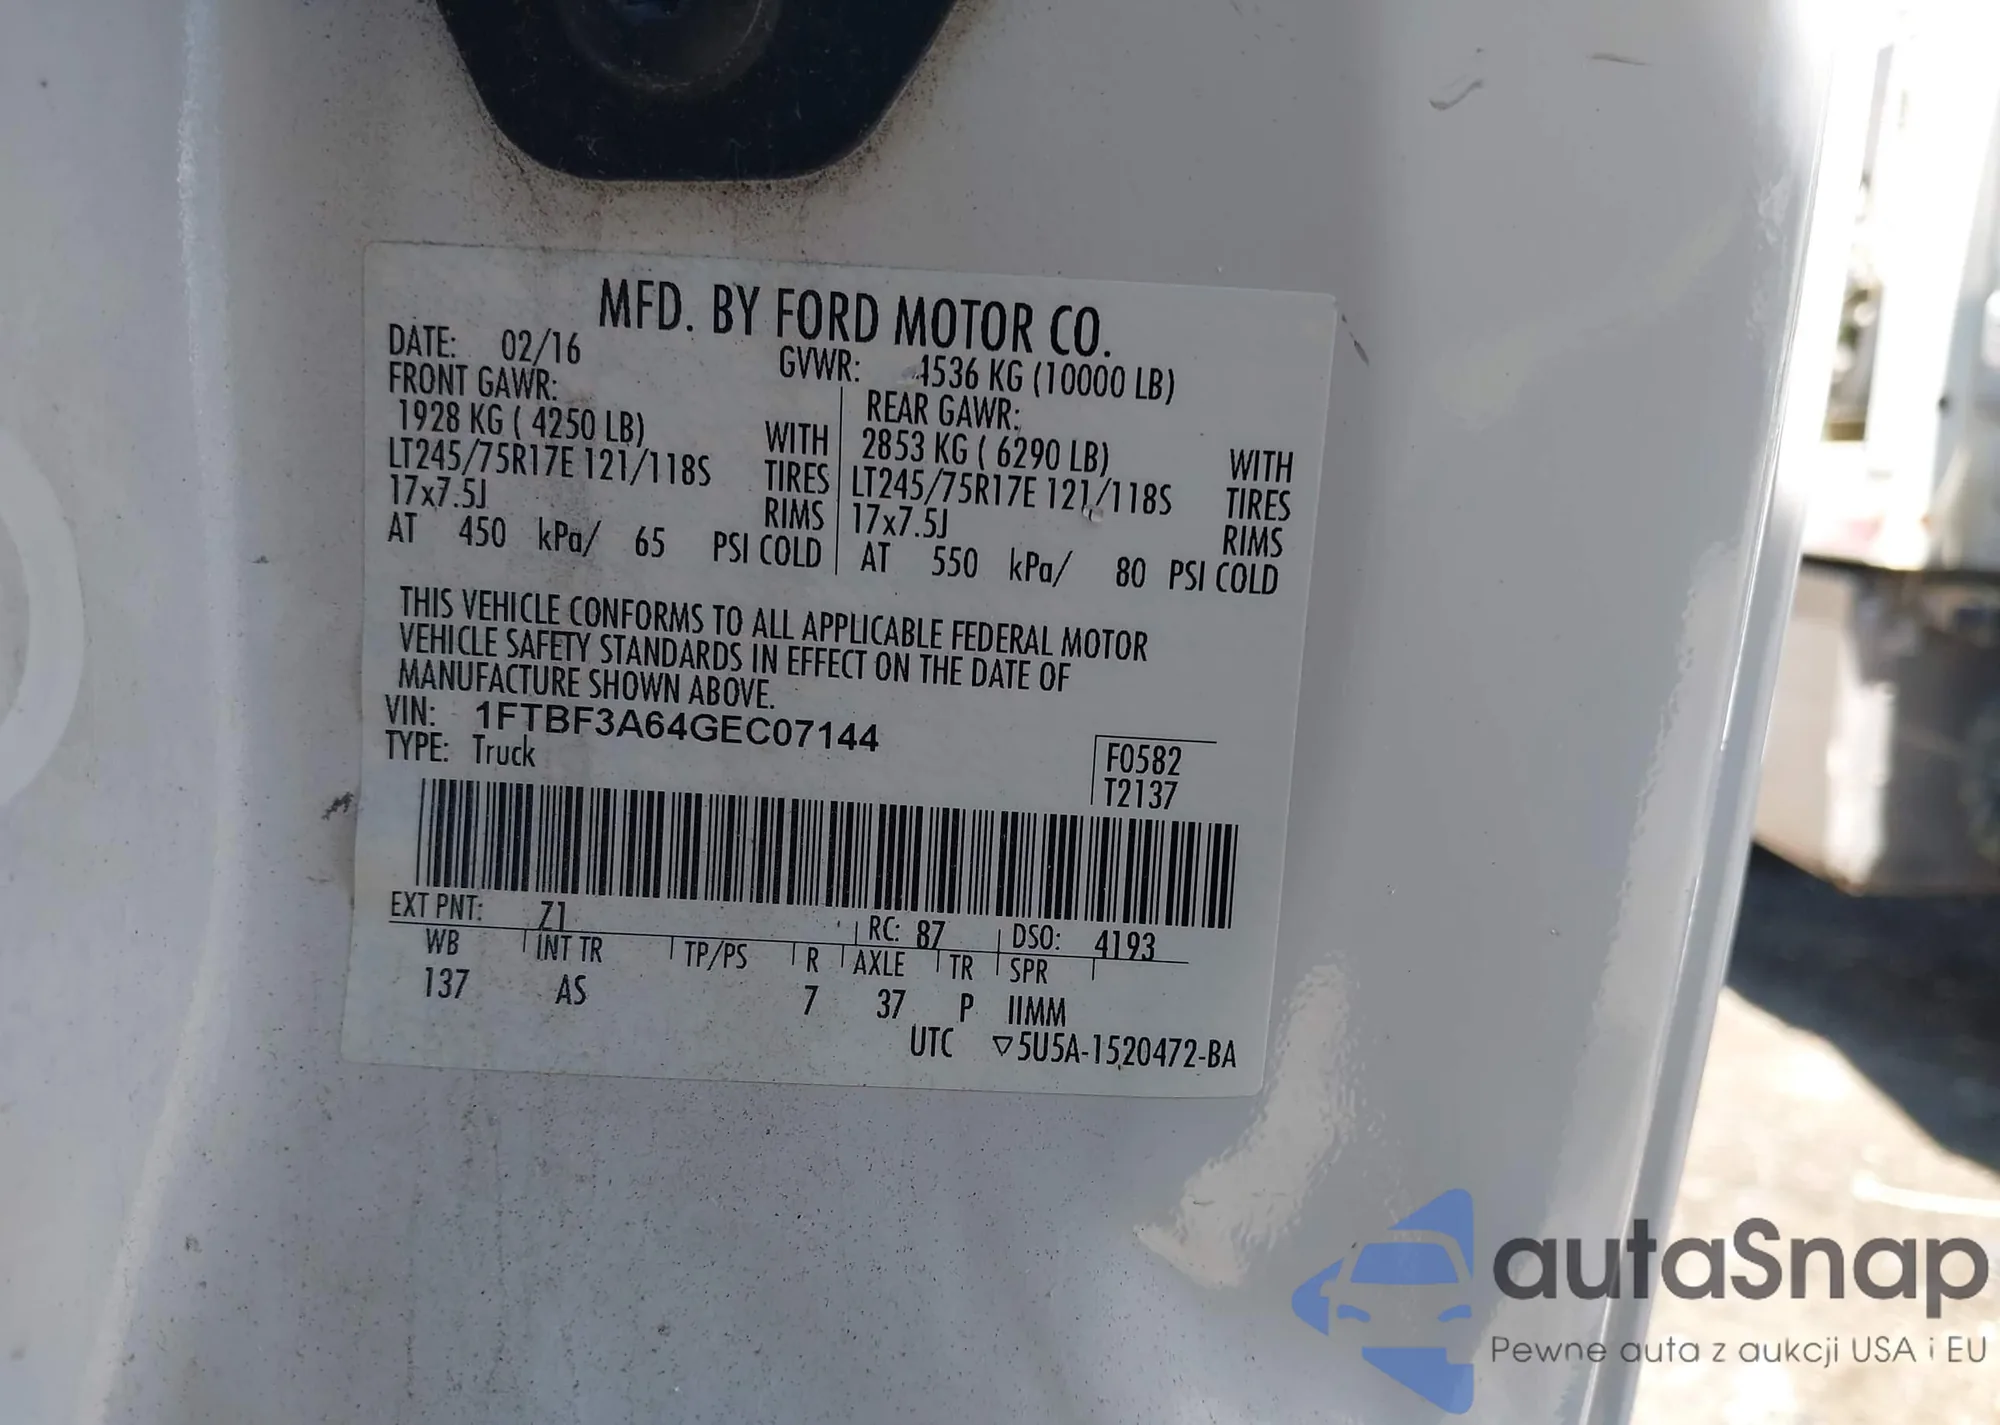 MFD. BY FORD MOTOR CO.
DATE: 02/16 GVWR: 4536 KG (10000 LB)
FRONT GAWR: REAR GAWR:
1928 KG ( 4250 LB) WITH 2853 KG ( 6290 LB) WITH
LT245/75R17E 121/118S TIRES LT245/75R17E 121/118S TIRES
17x7.5J RIMS 17x7.5J RIMS
AT 450 kPa/ 65 PSI COLD AT 550 kPa/ 80 PSI COLD
THIS VEHICLE CONFORMS TO ALL APPLICABLE FEDERAL MOTOR
VEHICLE SAFETY STANDARDS IN EFFECT ON THE DATE OF
MANUFACTURE SHOWN ABOVE.
VIN: 1FTBF3A64GEC07144
TYPE: Truck F0582
T2137
EXT PNT: Z1 RC: 87 DSO: 4193
WB INT TR TP/PS R AXLE TR SPR
137 AS 7 37 P IIMM
UTC ▽5U5A-1520472-BA
autaSnap
Pewne auta z aukcji USA i EU